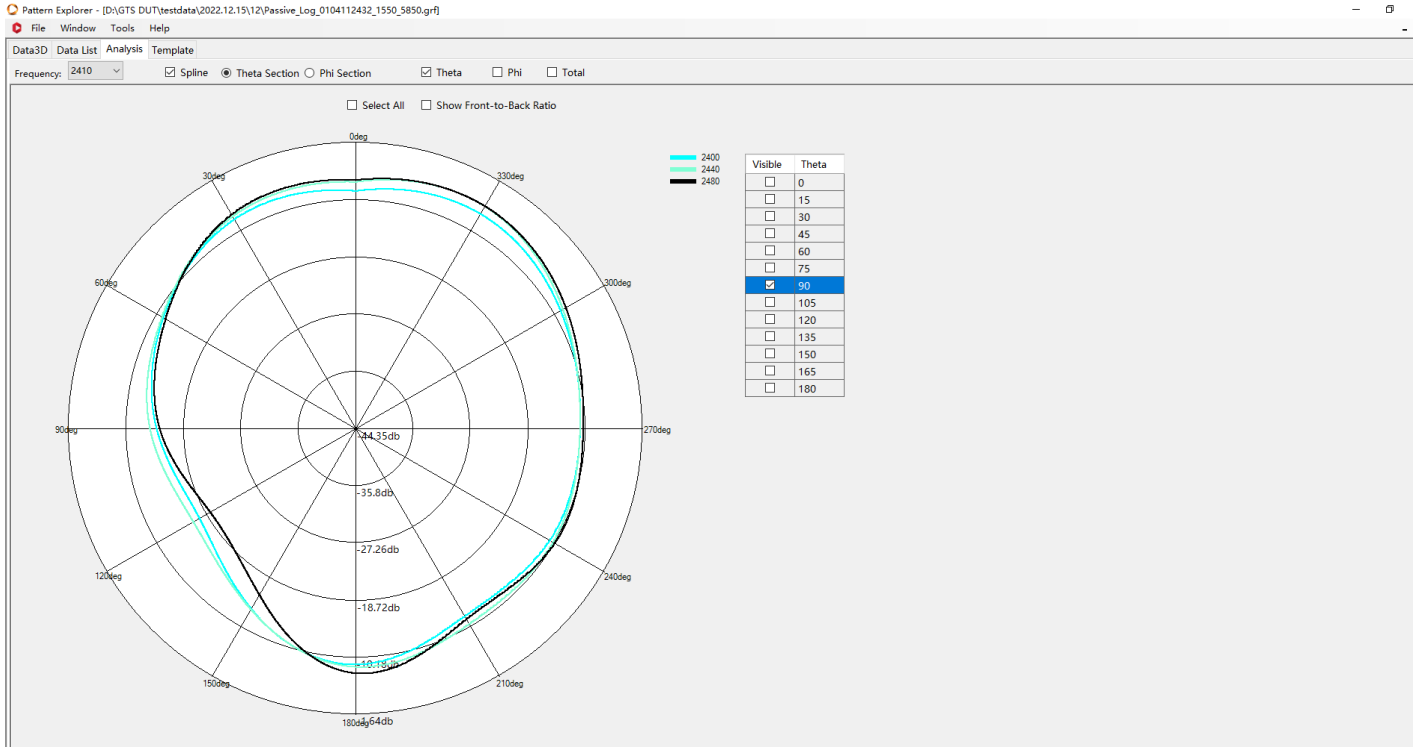 Pattern Explorer - [D:\GTS DUT\testdata\2022.12.15\12\Passive_Log_0104112432_1550_5850.grf]
File Window Tools Help
Data3D Data List Analysis Template
Frequency: 2410 Spline Theta Section Phi Section Theta Phi Total
Select All Show Front-to-Back Ratio
0deg
30deg
330deg
60deg
300deg
90deg
270deg
120deg
240deg
150deg
210deg
180deg
-44.35db
-35.8db
-27.26db
-18.72db
-10.18db
-1.64db
2400
2440
2480
Visible Theta
0
15
30
45
60
75
90
105
120
135
150
165
180